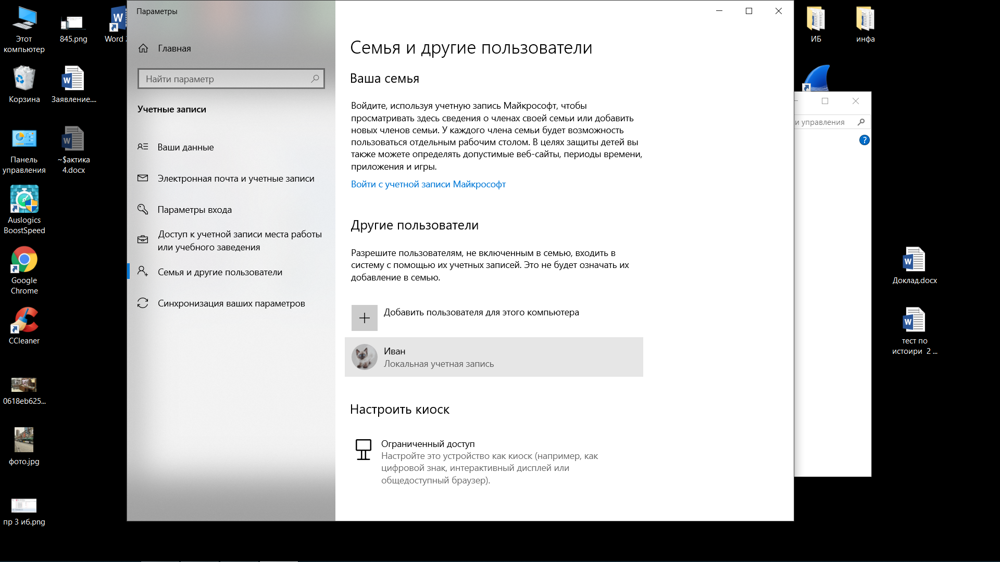 Параметры
Главная
Найти параметр
Учетные записи
Ваши данные
Электронная почта и учетные записи
Параметры входа
Доступ к учетной записи места работы
или учебного заведения
Семья и другие пользователи
Синхронизация ваших параметров
Семья и другие пользователи
Ваша семья
Войдите, используя учетную запись Майкрософт, чтобы
просматривать здесь сведения о членах своей семьи или добавить
новых членов семьи. У каждого члена семьи будет возможность
пользоваться отдельным рабочим столом. В целях защиты детей вы
также можете определять допустимые веб-сайты, периоды времени,
приложения и игры.
Войти с учетной записи Майкрософт
Другие пользователи
Разрешите пользователям, не включенным в семью, входить в
систему с помощью их учетных записей. Это не будет означать их
добавление в семью.
Добавить пользователя для этого компьютера
Иван
Локальная учетная запись
Настроить киоск
Ограниченный доступ
Настройте это устройство как киоск (например, как
цифровой знак, интерактивный дисплей или
общедоступный браузер).
Этот
компьютер
845.png
Word
Корзина
Заявление....
Панель
управления
~$актика
4.docx
Auslogics
BoostSpeed
Google
Chrome
CCleaner
0618eb625...
фото.jpg
пр 3 иб.png
ИБ
инфа
и управления
Доклад.docx
тест по
истоири 2 ...